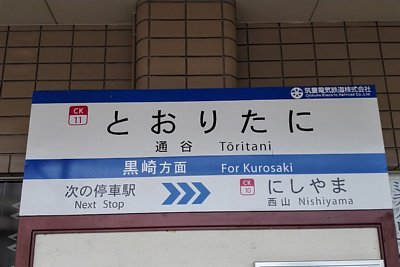 筑豊電気鉄道株式会社
Chikuho Electric Railroad Co.,Ltd.
CK
11
とおりたに
通谷 Tōritani
黒崎方面 For Kurosaki
次の停車駅
Next Stop
CK
10
にしやま
西山 Nishiyama